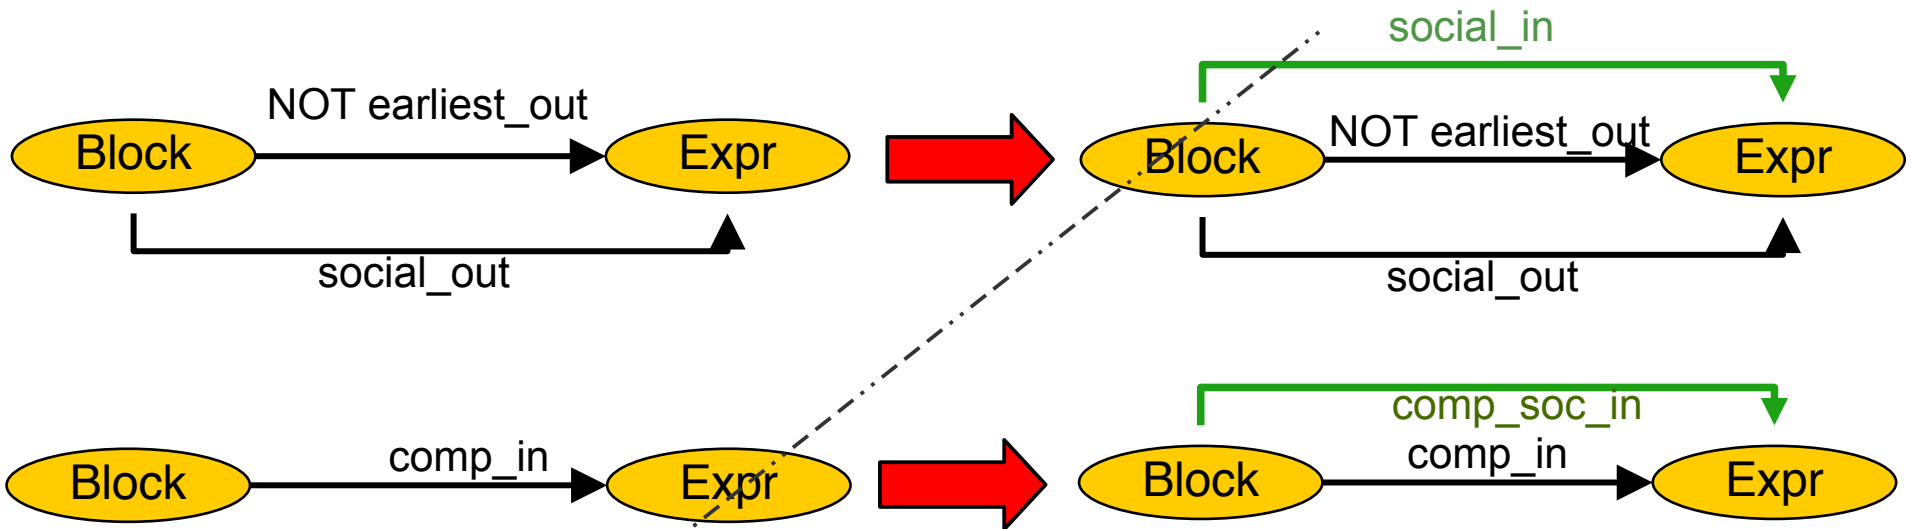 social_in
NOT earliest_out
Block
Expr
NOT earliest_out
Block
Expr
social_out
social_out
comp_in
Block
Expr
comp_soc_in
comp_in
Block
Expr